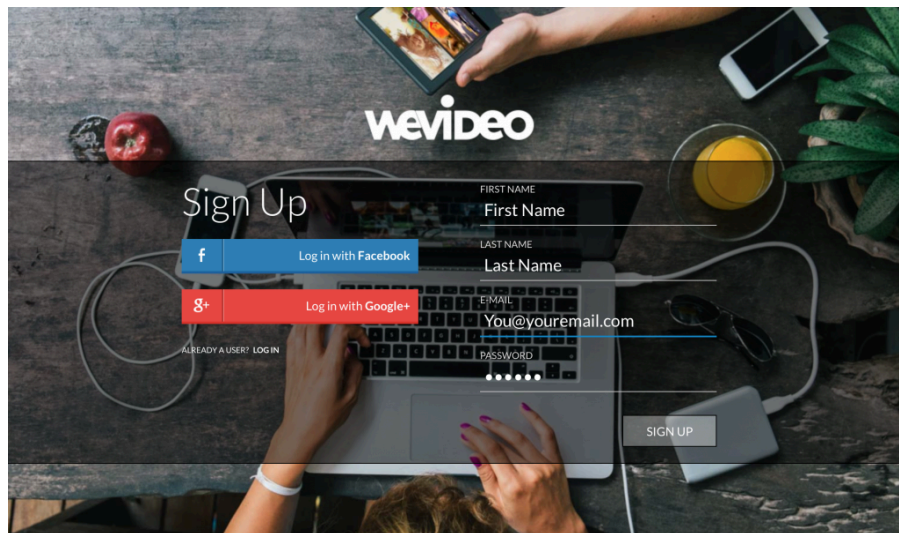 wevideo
Sign Up
f
Log in with Facebook
g+
Log in with Google+
ALREADY A USER? LOG IN
FIRST NAME
First Name
LAST NAME
Last Name
E-MAIL
You@youremail.com
PASSWORD
SIGN UP